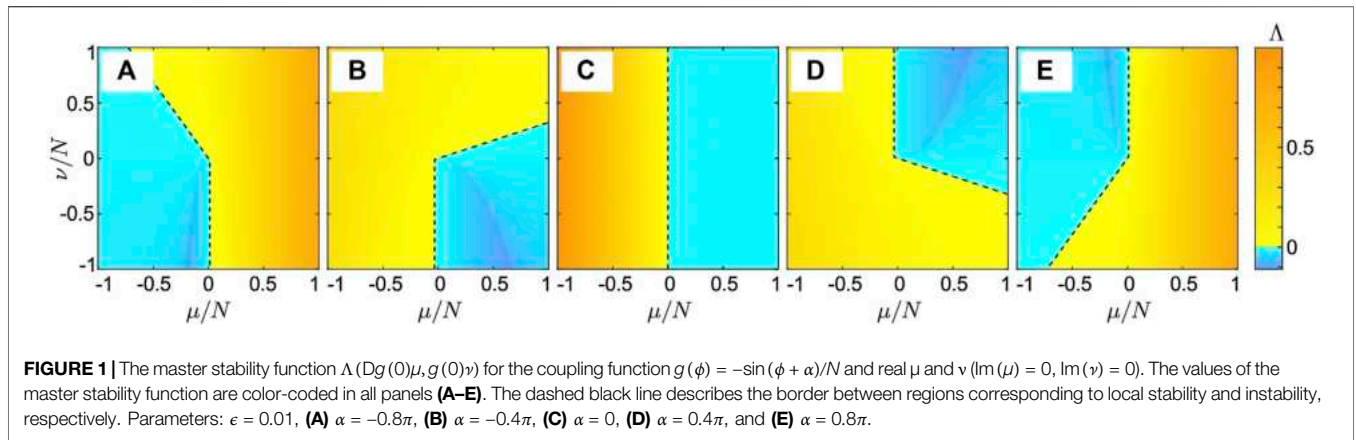 Λ
A B C D E
1
0.5
0
-0.5
-1
ν/N
-1 -0.5 0 0.5 1 -1 -0.5 0 0.5 1 -1 -0.5 0 0.5 1 -1 -0.5 0 0.5 1 -1 -0.5 0 0.5 1
μ/N μ/N μ/N μ/N μ/N
0.5
0
FIGURE 1 | The master stability function Λ (Dg (0)μ, g (0)ν) for the coupling function g (ϕ) = −sin (ϕ + α)/N and real μ and ν (Im (μ) = 0, Im (ν) = 0). The values of the
master stability function are color-coded in all panels (A–E). The dashed black line describes the border between regions corresponding to local stability and instability,
respectively. Parameters: ϵ = 0.01, (A) α = −0.8π, (B) α = −0.4π, (C) α = 0, (D) α = 0.4π, and (E) α = 0.8π.